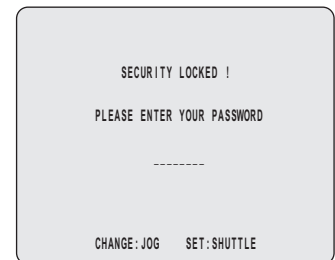 SECURITY LOCKED !
PLEASE ENTER YOUR PASSWORD
--------
CHANGE:JOG SET:SHUTTLE